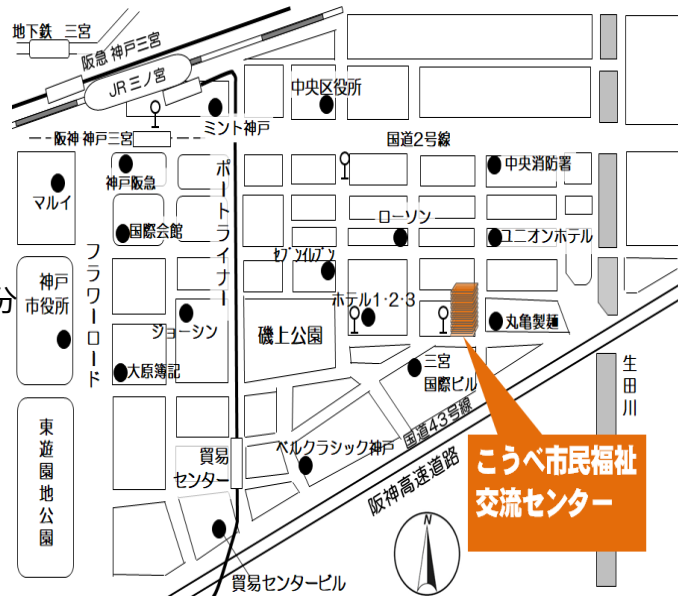 地下鉄 三宮
阪急 神戸三宮
JR 三ノ宮
中央区役所
ミント神戸
阪神 神戸三宮
国道2号線
中央消防署
神戸阪急
マルイ
ポートライナー
ローソン
国際会館
ユニオンホテル
フラワーロード
セブンイレブン
神戸
市役所
分
ホテル1・2・3
ジョーシン
磯上公園
丸亀製麺
大原簿記
三宮
国際ビル
生田川
国道43号線
東遊園地公園
貿易
センター
ベルクラシック神戸
阪神高速道路
こうべ市民福祉
交流センター
N
貿易センタービル